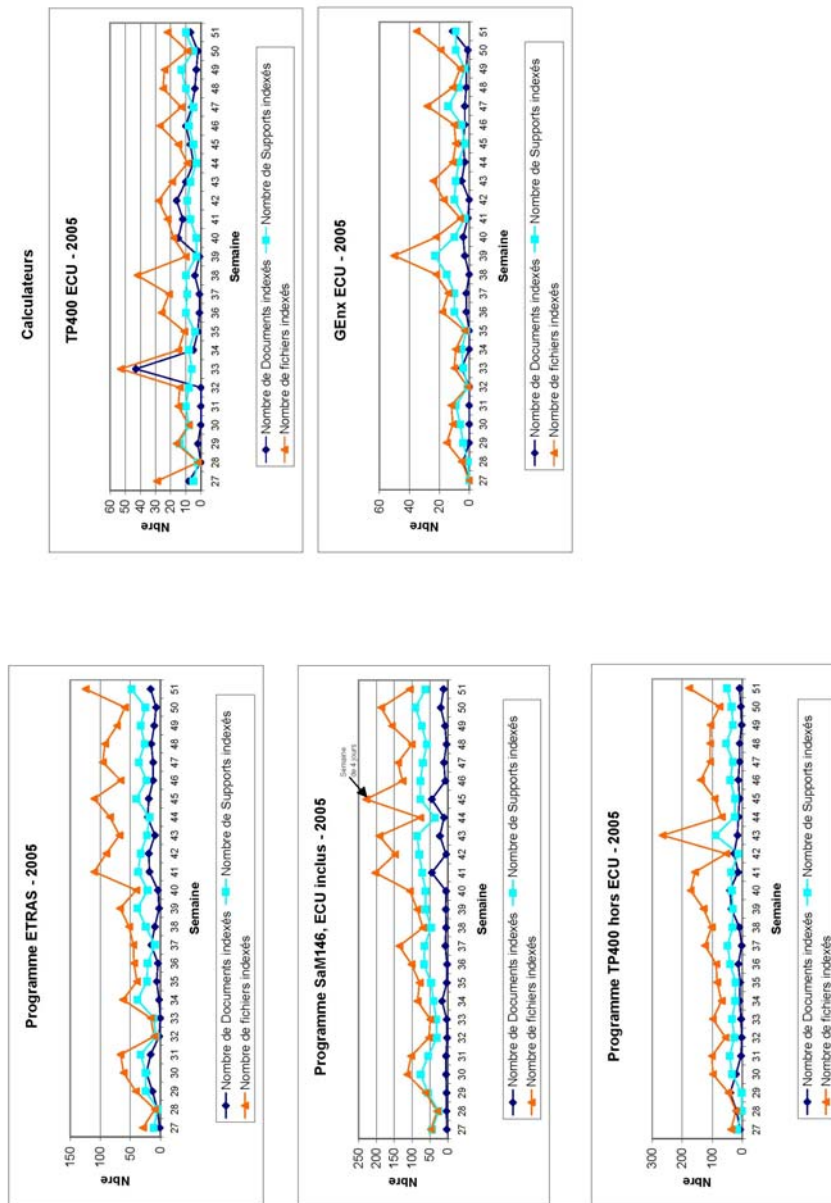 Programme ETRAS - 2005
150
100
50
0
Nbre
27 28 29 30 31 32 33 34 35 36 37 38 39 40 41 42 43 44 45 46 47 48 49 50 51
Semaine
Nombre de Documents indexés Nombre de Supports indexés
Nombre de fichiers indexés
Programme SaM146, ECU inclus - 2005
Semaine
de 4 jours
250
200
150
100
50
0
Nbre
27 28 29 30 31 32 33 34 35 36 37 38 39 40 41 42 43 44 45 46 47 48 49 50 51
Semaine
Nombre de Documents indexés Nombre de Supports indexés
Nombre de fichiers indexés
Programme TP400 hors ECU - 2005
300
200
100
0
Nbre
27 28 29 30 31 32 33 34 35 36 37 38 39 40 41 42 43 44 45 46 47 48 49 50 51
Semaine
Nombre de Documents indexés Nombre de Supports indexés
Nombre de fichiers indexés
Calculateurs
TP400 ECU - 2005
60
50
40
30
20
10
0
Nbre
27 28 29 30 31 32 33 34 35 36 37 38 39 40 41 42 43 44 45 46 47 48 49 50 51
Semaine
Nombre de Documents indexés Nombre de Supports indexés
Nombre de fichiers indexés
GEnx ECU - 2005
60
40
20
0
Nbre
27 28 29 30 31 32 33 34 35 36 37 38 39 40 41 42 43 44 45 46 47 48 49 50 51
Semaine
Nombre de Documents indexés Nombre de Supports indexés
Nombre de fichiers indexés